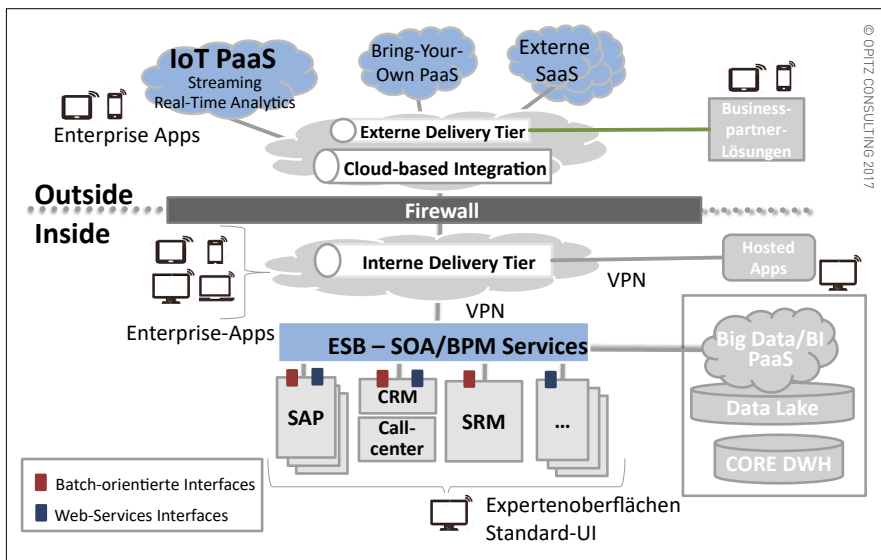 IoT PaaS
Streaming
Real-Time Analytics
Bring-Your-
Own PaaS
Externe
SaaS
Enterprise Apps
Externe Delivery Tier
Cloud-based Integration
Business-
partner-
Lösungen
© OPITZ CONSULTING 2017
Outside
Firewall
Inside
Interne Delivery Tier
VPN
Hosted
Apps
Enterprise-Apps
VPN
ESB – SOA/BPM Services
Big Data/BI
PaaS
Data Lake
CORE DWH
SAP
CRM
Call-
center
SRM
...
Batch-orientierte Interfaces
Web-Services Interfaces
Expertenoberflächen
Standard-UI